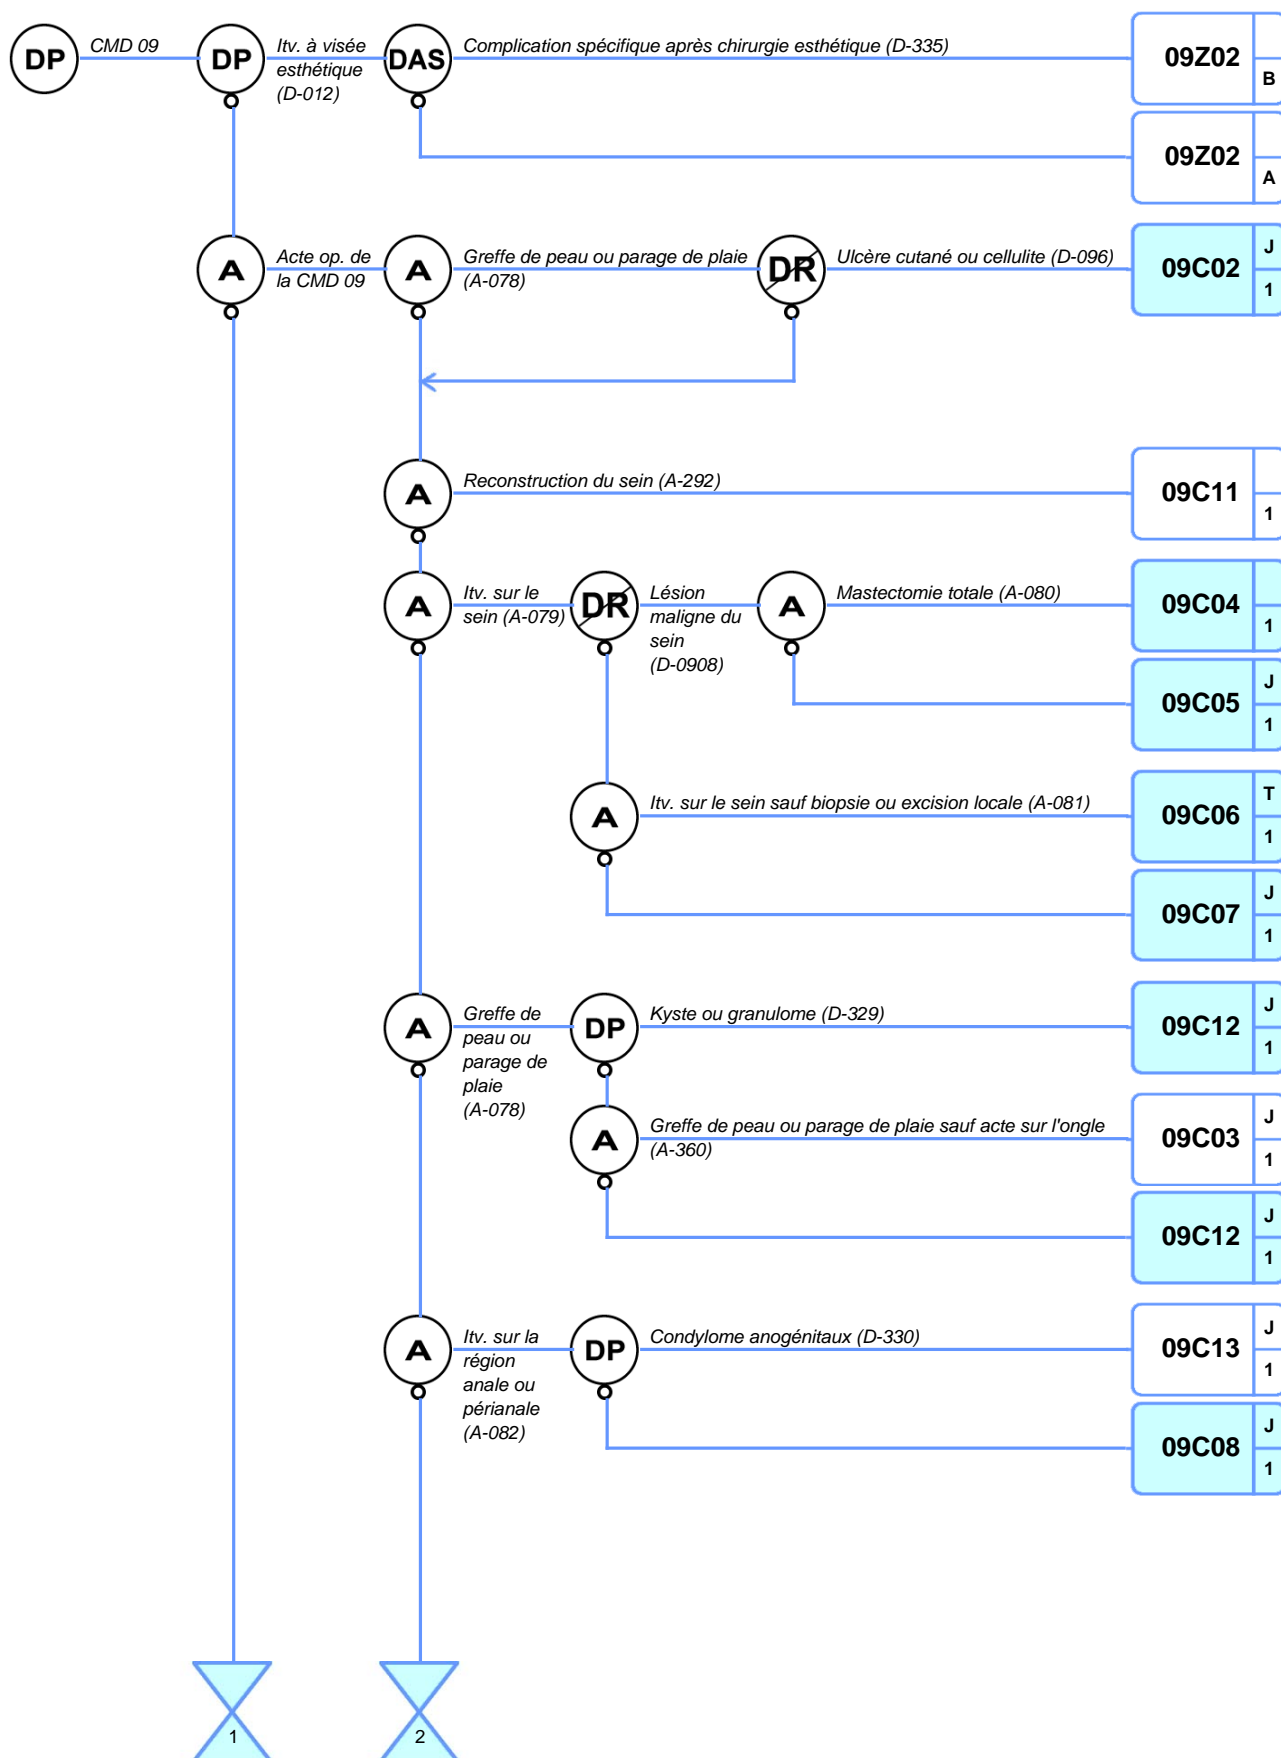 DP
CMD 09
DP
Itv. à visée
esthétique
(D-012)
DAS
Complication spécifique après chirurgie esthétique (D-335)
09Z02
B
09Z02
A
A
Acte op. de
la CMD 09
A
Greffe de peau ou parage de plaie
(A-078)
DR
Ulcère cutané ou cellulite (D-096)
09C02
J
1
A
Reconstruction du sein (A-292)
09C11
1
A
Itv. sur le
sein (A-079)
DR
Lésion
maligne du
sein
(D-0908)
A
Mastectomie totale (A-080)
09C04
1
09C05
J
1
A
Itv. sur le sein sauf biopsie ou excision locale (A-081)
09C06
T
1
09C07
J
1
A
Greffe de
peau ou
parage de
plaie
(A-078)
DP
Kyste ou granulome (D-329)
09C12
J
1
A
Greffe de peau ou parage de plaie sauf acte sur l'ongle
(A-360)
09C03
J
1
09C12
J
1
A
Itv. sur la
région
anale ou
périanale
(A-082)
DP
Condylome anogénitaux (D-330)
09C13
J
1
09C08
J
1
1
2